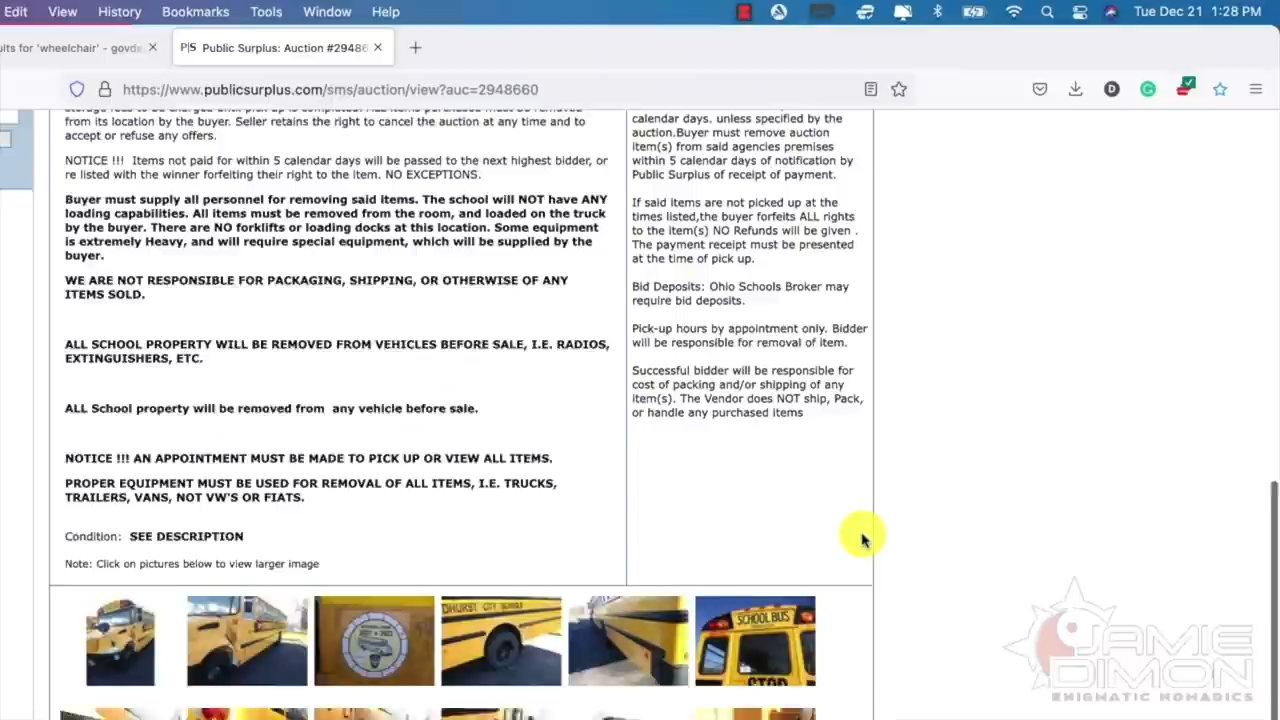 Edit View History Bookmarks Tools Window Help Tue Dec 21 1:28 PM
ults for 'wheelchair' - govde P|S Public Surplus: Auction #29486
https://www.publicsurplus.com/sms/auction/view?auc=2948660
from its location by the buyer. Seller retains the right to cancel the auction at any time and to
accept or refuse any offers.
NOTICE !!! Items not paid for within 5 calendar days will be passed to the next highest bidder, or
re listed with the winner forfeiting their right to the item. NO EXCEPTIONS.
Buyer must supply all personnel for removing said items. The school will NOT have ANY
loading capabilities. All items must be removed from the room, and loaded on the truck
by the buyer. There are NO forklifts or loading docks at this location. Some equipment
is extremely Heavy, and will require special equipment, which will be supplied by the
buyer.
WE ARE NOT RESPONSIBLE FOR PACKAGING, SHIPPING, OR OTHERWISE OF ANY
ITEMS SOLD.
ALL SCHOOL PROPERTY WILL BE REMOVED FROM VEHICLES BEFORE SALE, I.E. RADIOS,
EXTINGUISHERS, ETC.
ALL School property will be removed from any vehicle before sale.
NOTICE !!! AN APPOINTMENT MUST BE MADE TO PICK UP OR VIEW ALL ITEMS.
PROPER EQUIPMENT MUST BE USED FOR REMOVAL OF ALL ITEMS, I.E. TRUCKS,
TRAILERS, VANS, NOT VW'S OR FIATS.
Condition: SEE DESCRIPTION
Note: Click on pictures below to view larger image
calendar days. unless specified by the
auction.Buyer must remove auction
item(s) from said agencies premises
within 5 calendar days of notification by
Public Surplus of receipt of payment.
If said items are not picked up at the
times listed,the buyer forfeits ALL rights
to the item(s) NO Refunds will be given .
The payment receipt must be presented
at the time of pick up.
Bid Deposits: Ohio Schools Broker may
require bid deposits.
Pick-up hours by appointment only. Bidder
will be responsible for removal of item.
Successful bidder will be responsible for
cost of packing and/or shipping of any
item(s). The Vendor does NOT ship, Pack,
or handle any purchased items
DHURST CITY SCHOOLS
SCHOOL BUS
STOP
JAMIE
DIMON
ENIGMATIC NOMADICS